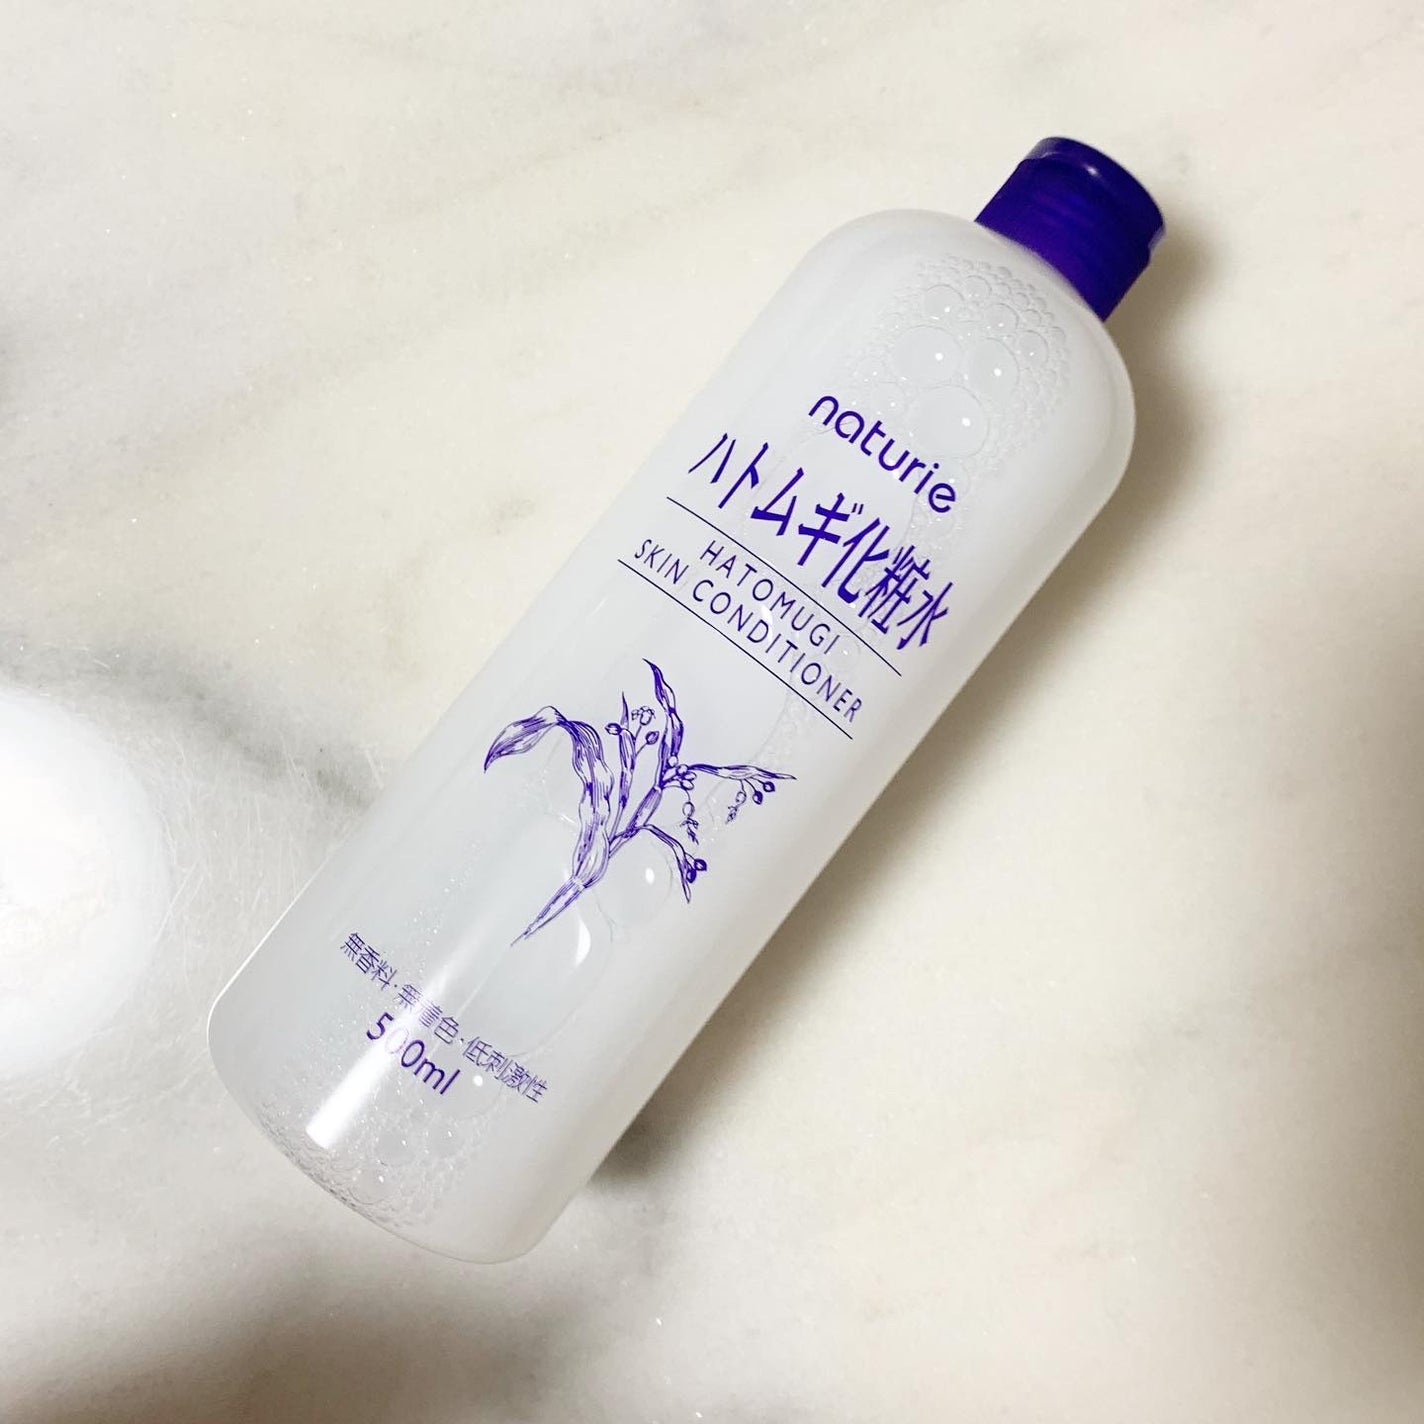 naturie
ハトムギ化粧水
HATOMUGI
SKIN CONDITIONER
無香料・無着色・低刺激性
500ml